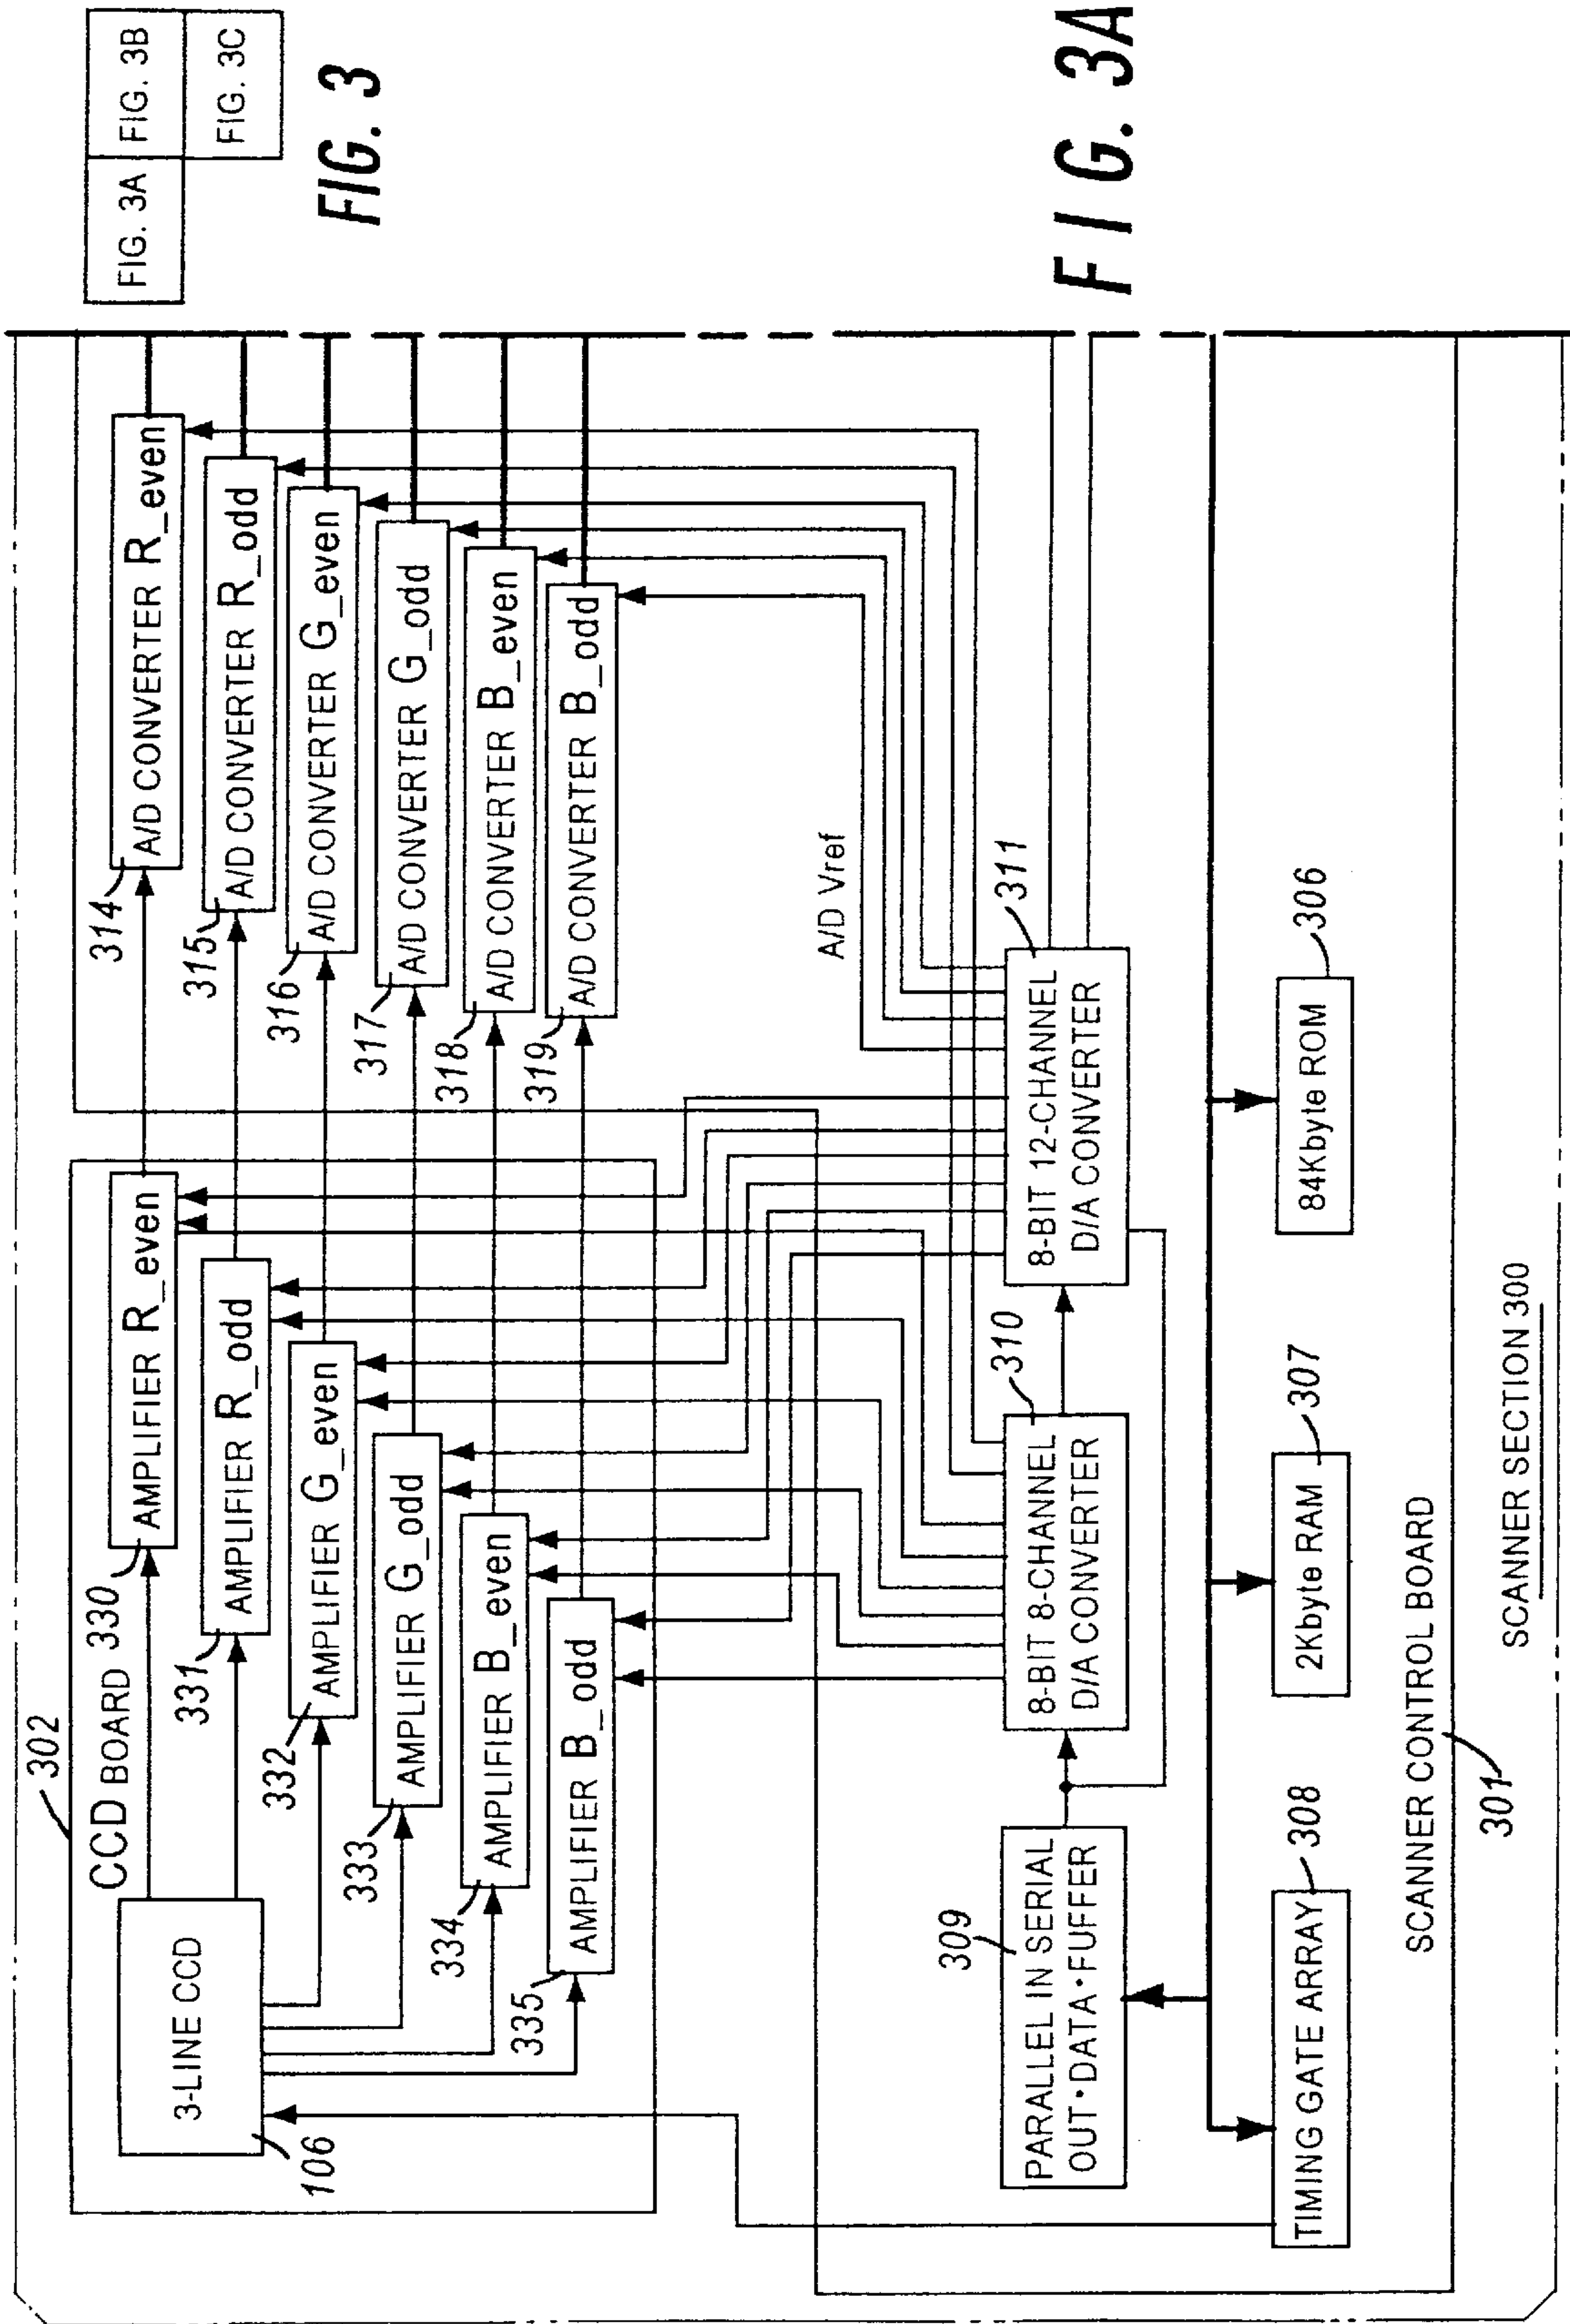 FIG. 3A
FIG. 3B
FIG. 3C
FIG. 3
FIG. 3A
302
CCD BOARD
3-LINE CCD
106
330
AMPLIFIER R_even
331
AMPLIFIER R_odd
332
AMPLIFIER G_even
333
AMPLIFIER G_odd
334
AMPLIFIER B_even
335
AMPLIFIER B_odd
314
A/D CONVERTER R_even
315
A/D CONVERTER R_odd
316
A/D CONVERTER G_even
317
A/D CONVERTER G_odd
318
A/D CONVERTER B_even
319
A/D CONVERTER B_odd
A/D Vref
309
PARALLEL IN SERIAL
OUT·DATA·FUFFER
310
8-BIT 8-CHANNEL
D/A CONVERTER
311
8-BIT 12-CHANNEL
D/A CONVERTER
TIMING GATE ARRAY
308
2Kbyte RAM
307
84Kbyte ROM
306
SCANNER CONTROL BOARD
301
SCANNER SECTION 300